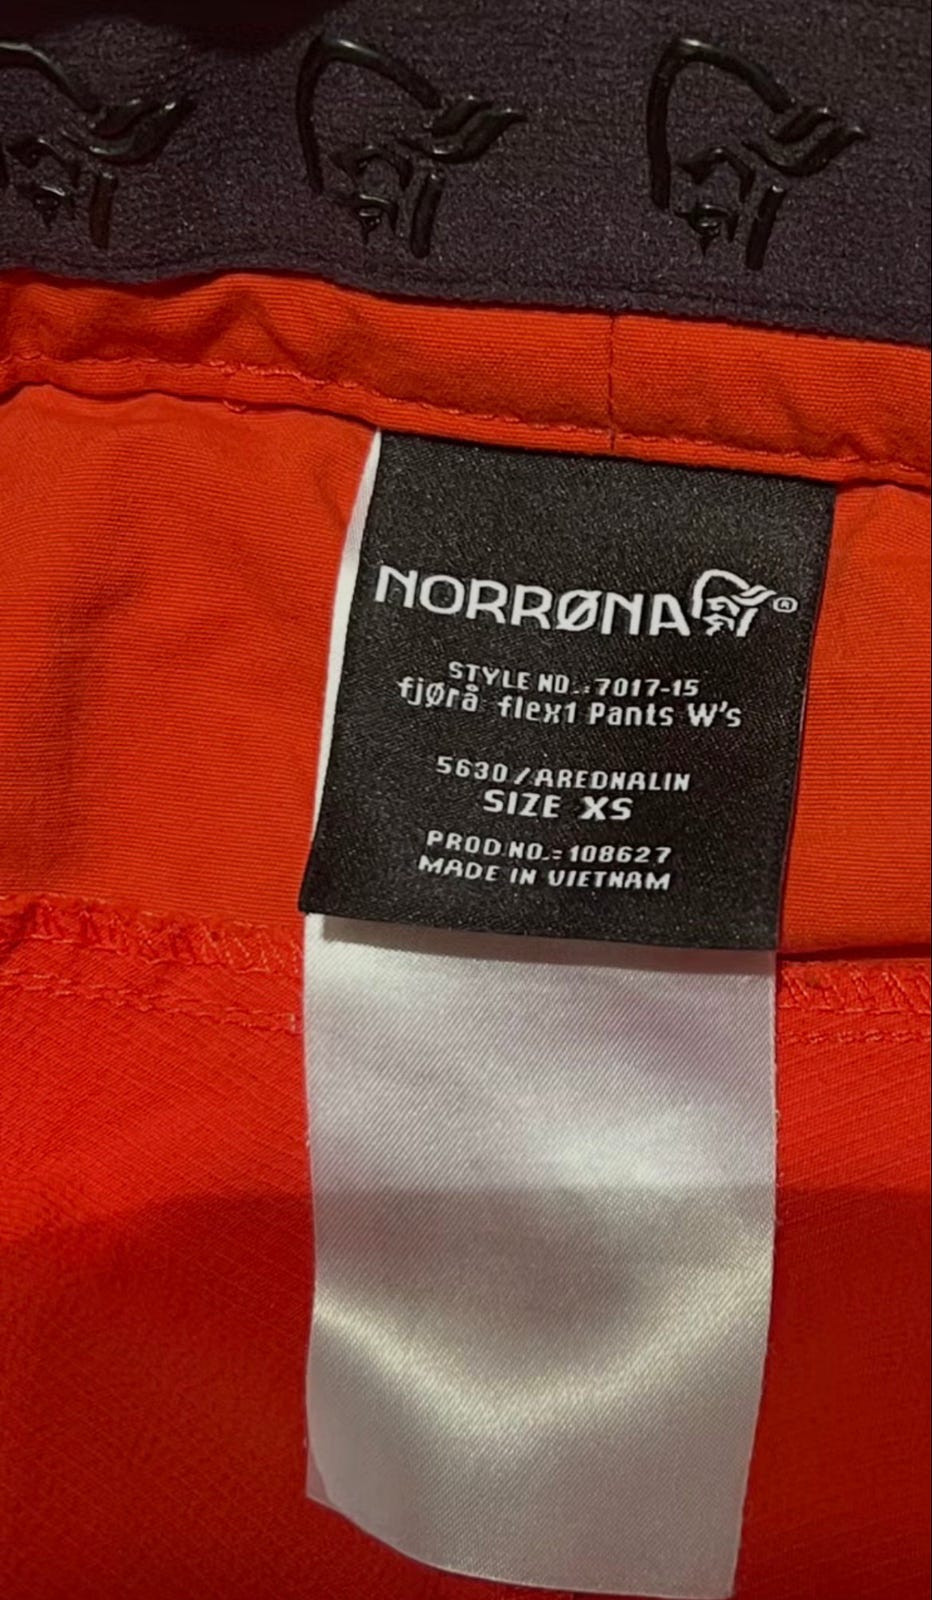 NORRØNA®
STYLE NO.:7017-15
fjørå flex1 Pants W's
5630/AREDNALIN
SIZE XS
PROD.NO.:108627
MADE IN VIETNAM